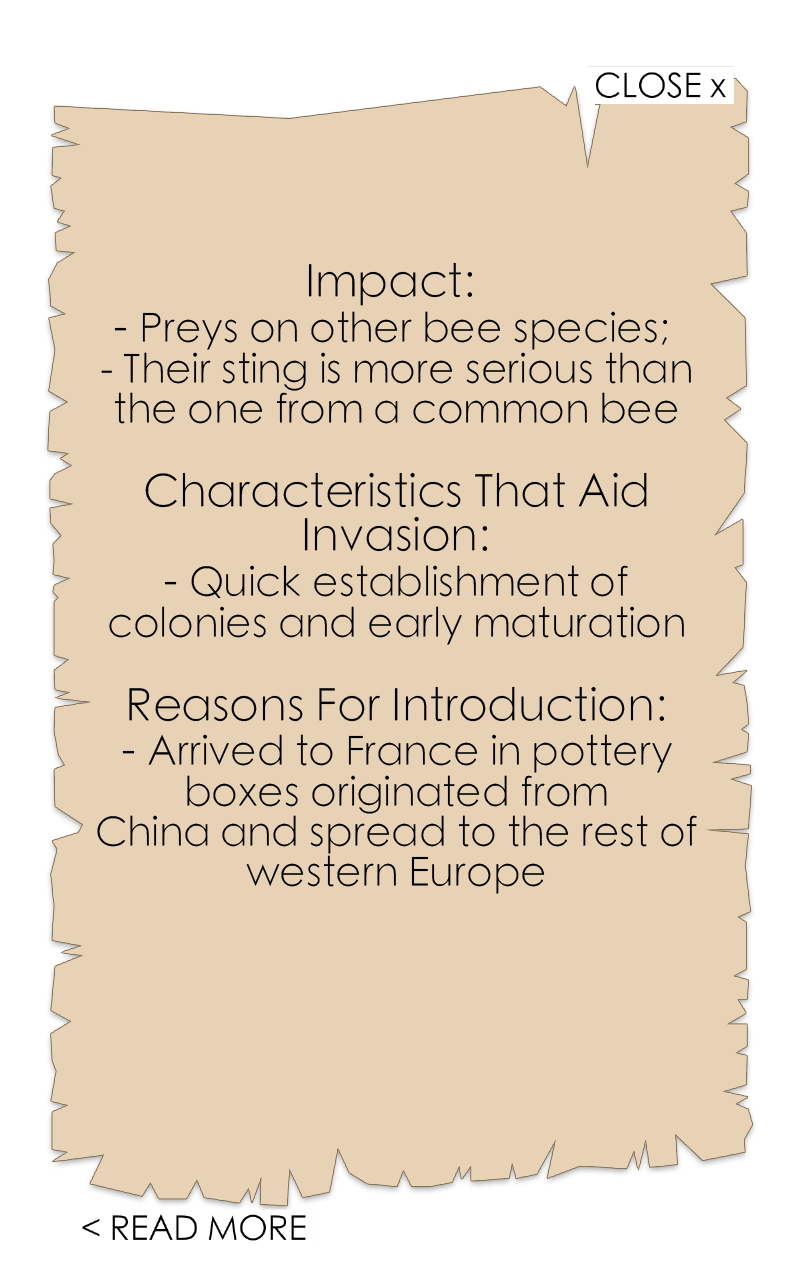 CLOSE x
Impact:
- Preys on other bee species;
- Their sting is more serious than
the one from a common bee
Characteristics That Aid
Invasion:
- Quick establishment of
colonies and early maturation
Reasons For Introduction:
- Arrived to France in pottery
boxes originated from
China and spread to the rest of
western Europe
< READ MORE